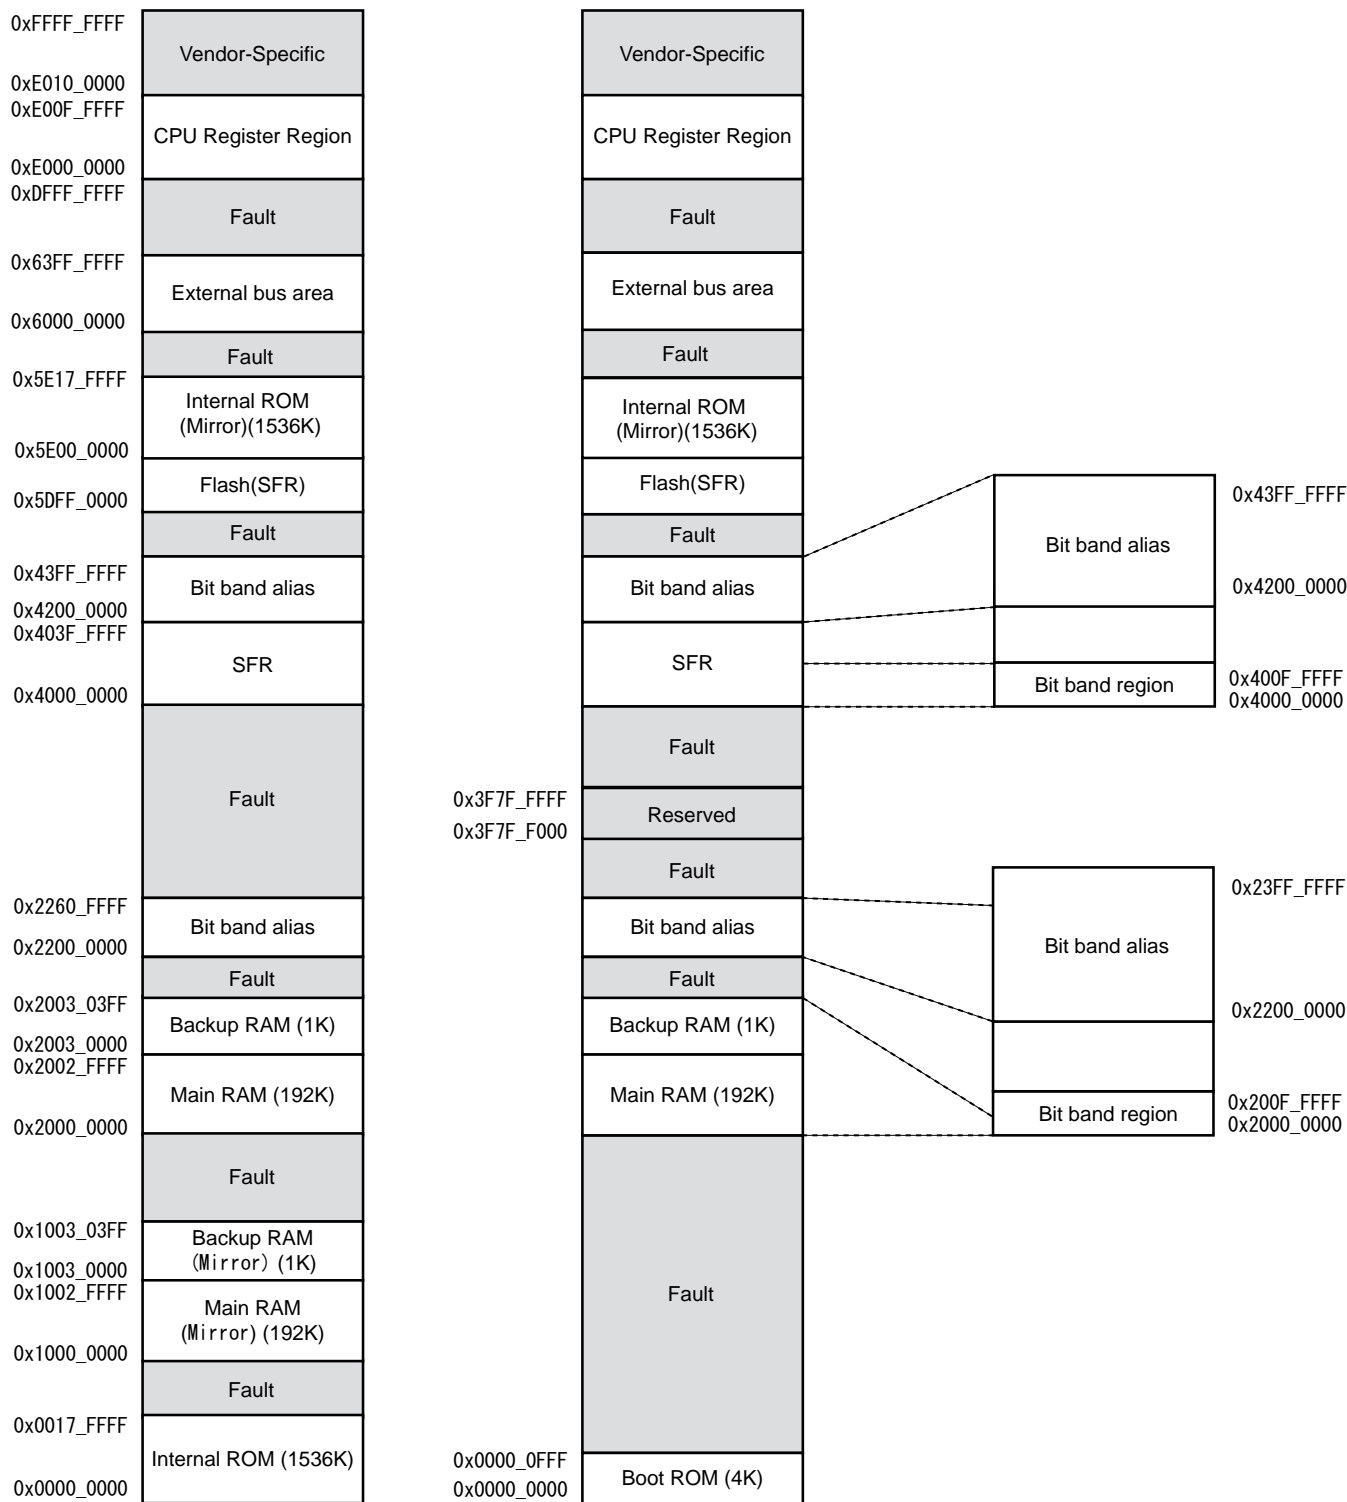 0xFFFF_FFFF
Vendor-Specific
0xE010_0000
0xE00F_FFFF
CPU Register Region
0xE000_0000
0xDFFF_FFFF
Fault
0x63FF_FFFF
External bus area
0x6000_0000
Fault
0x5E17_FFFF
Internal ROM
(Mirror)(1536K)
0x5E00_0000
Flash(SFR)
0x5DFF_0000
Fault
0x43FF_FFFF
Bit band alias
0x4200_0000
0x403F_FFFF
SFR
0x4000_0000
Fault
0x2260_FFFF
Bit band alias
0x2200_0000
Fault
0x2003_03FF
Backup RAM (1K)
0x2003_0000
0x2002_FFFF
Main RAM (192K)
0x2000_0000
Fault
0x1003_03FF
Backup RAM
(Mirror) (1K)
0x1003_0000
0x1002_FFFF
Main RAM
(Mirror) (192K)
0x1000_0000
Fault
0x0017_FFFF
Internal ROM (1536K)
0x0000_0000
Vendor-Specific
CPU Register Region
Fault
External bus area
Fault
Internal ROM
(Mirror)(1536K)
Flash(SFR)
Fault
Bit band alias
SFR
Fault
0x3F7F_FFFF
Reserved
0x3F7F_F000
Fault
Bit band alias
Fault
Backup RAM (1K)
Main RAM (192K)
Fault
0x0000_0FFF
Boot ROM (4K)
0x0000_0000
0x43FF_FFFF
Bit band alias
0x4200_0000
Bit band region
0x400F_FFFF
0x4000_0000
0x23FF_FFFF
Bit band alias
0x2200_0000
Bit band region
0x200F_FFFF
0x2000_0000